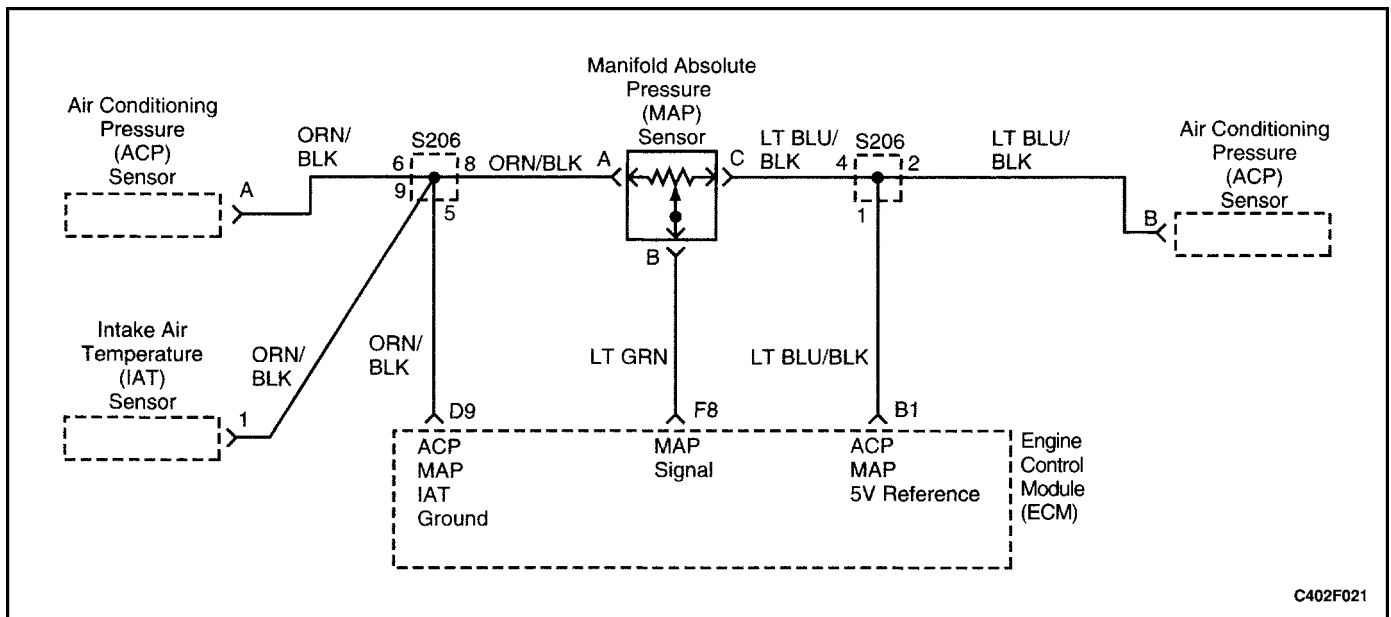 Manifold Absolute
Pressure
(MAP)
Sensor
Air Conditioning
Pressure
(ACP)
Sensor
ORN/
BLK
S206
6
8
9
5
ORN/BLK
A
C
LT BLU/
BLK
S206
4
2
1
LT BLU/
BLK
Air Conditioning
Pressure
(ACP)
Sensor
A
B
B
Intake Air
Temperature
(IAT)
Sensor
1
ORN/
BLK
ORN/
BLK
LT GRN
LT BLU/BLK
D9
F8
B1
ACP
MAP
IAT
Ground
MAP
Signal
ACP
MAP
5V Reference
Engine
Control
Module
(ECM)
C402F021